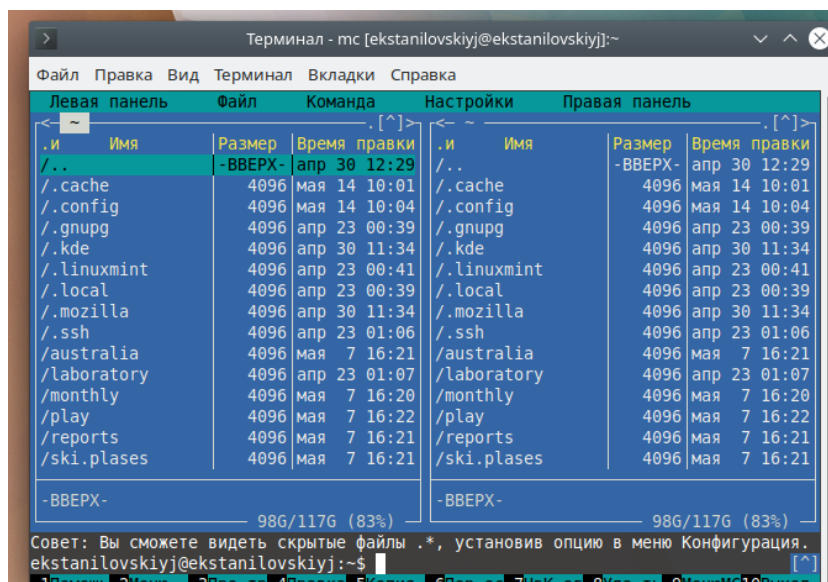 Терминал - mc [ekstanilovskiyj@ekstanilovskiyj]:~
Файл Правка Вид Терминал Вкладки Справка
Левая панель Файл Команда Настройки Правая панель
<— ~ .[^]> <— ~ .[^]>
.и Имя Размер Время правки .и Имя Размер Время правки
/.. -ВВЕРХ- апр 30 12:29 /.. -ВВЕРХ- апр 30 12:29
/.cache 4096 мая 14 10:01 /.cache 4096 мая 14 10:01
/.config 4096 мая 14 10:04 /.config 4096 мая 14 10:04
/.gnupg 4096 апр 23 00:39 /.gnupg 4096 апр 23 00:39
/.kde 4096 апр 30 11:34 /.kde 4096 апр 30 11:34
/.linuxmint 4096 апр 23 00:41 /.linuxmint 4096 апр 23 00:41
/.local 4096 апр 23 00:39 /.local 4096 апр 23 00:39
/.mozilla 4096 апр 30 11:34 /.mozilla 4096 апр 30 11:34
/.ssh 4096 апр 23 01:06 /.ssh 4096 апр 23 01:06
/australia 4096 мая 7 16:21 /australia 4096 мая 7 16:21
/laboratory 4096 апр 23 01:07 /laboratory 4096 апр 23 01:07
/monthly 4096 мая 7 16:20 /monthly 4096 мая 7 16:20
/play 4096 мая 7 16:22 /play 4096 мая 7 16:22
/reports 4096 мая 7 16:21 /reports 4096 мая 7 16:21
/ski.plases 4096 мая 7 16:21 /ski.plases 4096 мая 7 16:21
-ВВЕРХ- -ВВЕРХ-
98G/117G (83%) 98G/117G (83%)
Совет: Вы сможете видеть скрытые файлы .*, установив опцию в меню Конфигурация.
ekstanilovskiyj@ekstanilovskiyj:~$ [^]